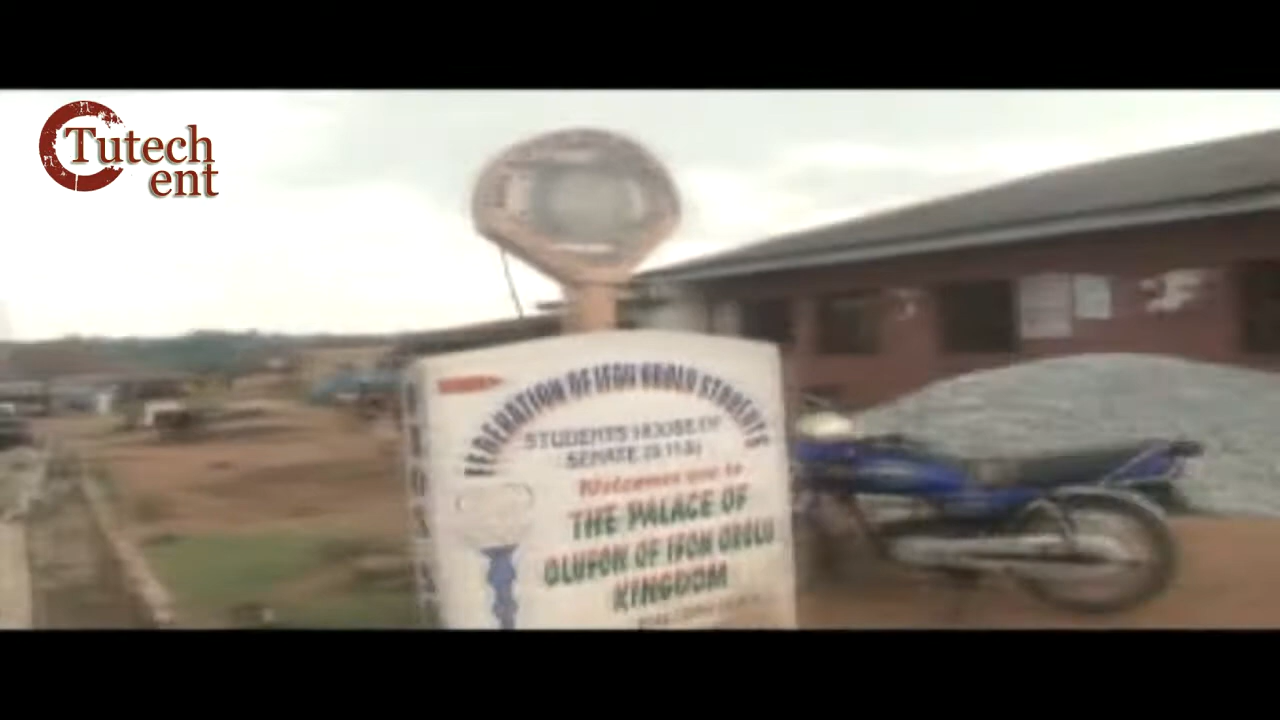 Tutech
ent
FEDERATION OF IFON OROLU STUDENTS
STUDENTS HOUSE OF
SENATE
Welcomes you to
THE PALACE OF
OLUFON OF IFON OROLU
KINGDOM